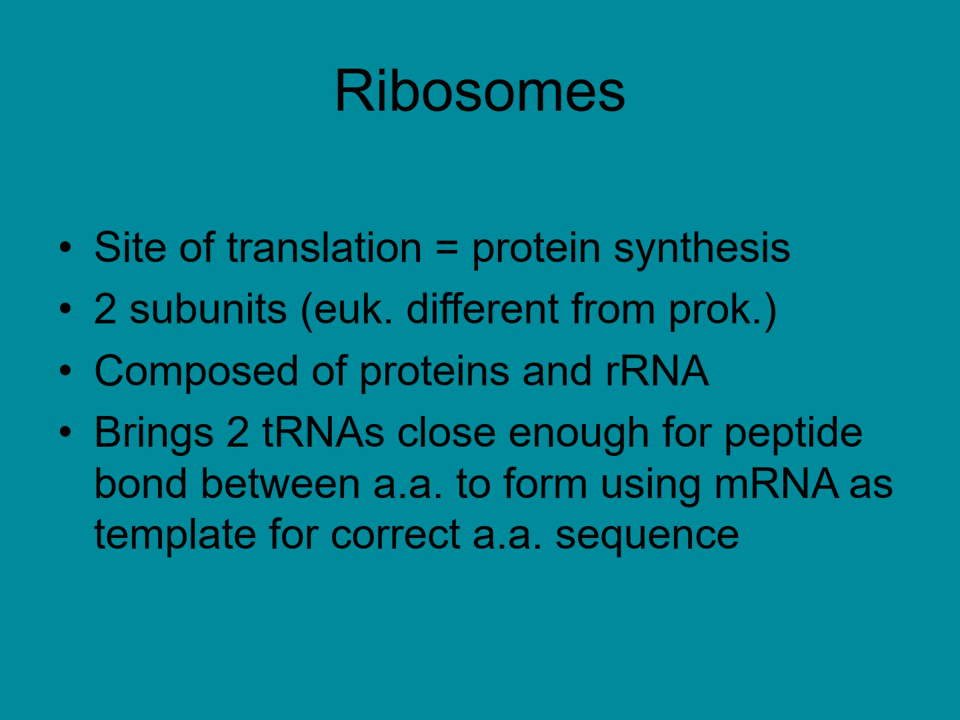 Ribosomes
• Site of translation = protein synthesis
• 2 subunits (euk. different from prok.)
• Composed of proteins and rRNA
• Brings 2 tRNAs close enough for peptide
bond between a.a. to form using mRNA as
template for correct a.a. sequence